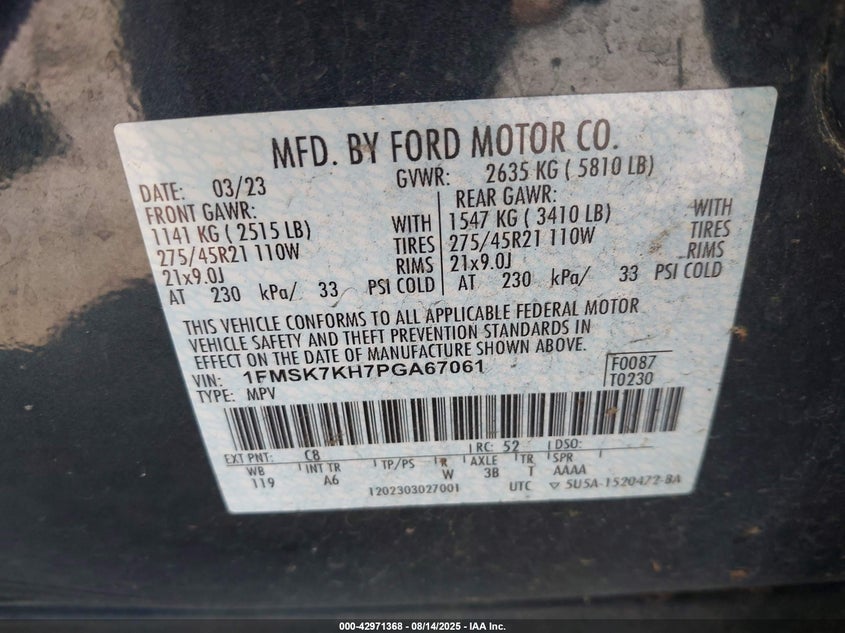 MFD. BY FORD MOTOR CO.
DATE: 03/23 GVWR: 2635 KG ( 5810 LB)
FRONT GAWR: REAR GAWR:
1141 KG ( 2515 LB) WITH 1547 KG ( 3410 LB) WITH
275/45R21 110W TIRES 275/45R21 110W TIRES
21x9.0J RIMS 21x9.0J RIMS
AT 230 kPa/ 33 PSI COLD AT 230 kPa/ 33 PSI COLD
THIS VEHICLE CONFORMS TO ALL APPLICABLE FEDERAL MOTOR
VEHICLE SAFETY AND THEFT PREVENTION STANDARDS IN
EFFECT ON THE DATE OF MANUFACTURE SHOWN ABOVE.
VIN: 1FMSK7KH7PGA67061 F0087
TYPE: MPV T0230
EXT PNT: C8 RC: 52 DSO:
WB INT TR TP/PS R AXLE TR SPR
119 A6 W 3B T AAAA
1202303027001 UTC ▽ 5U5A-1520472-BA
000-42971368 - 08/14/2025 - IAA Inc.